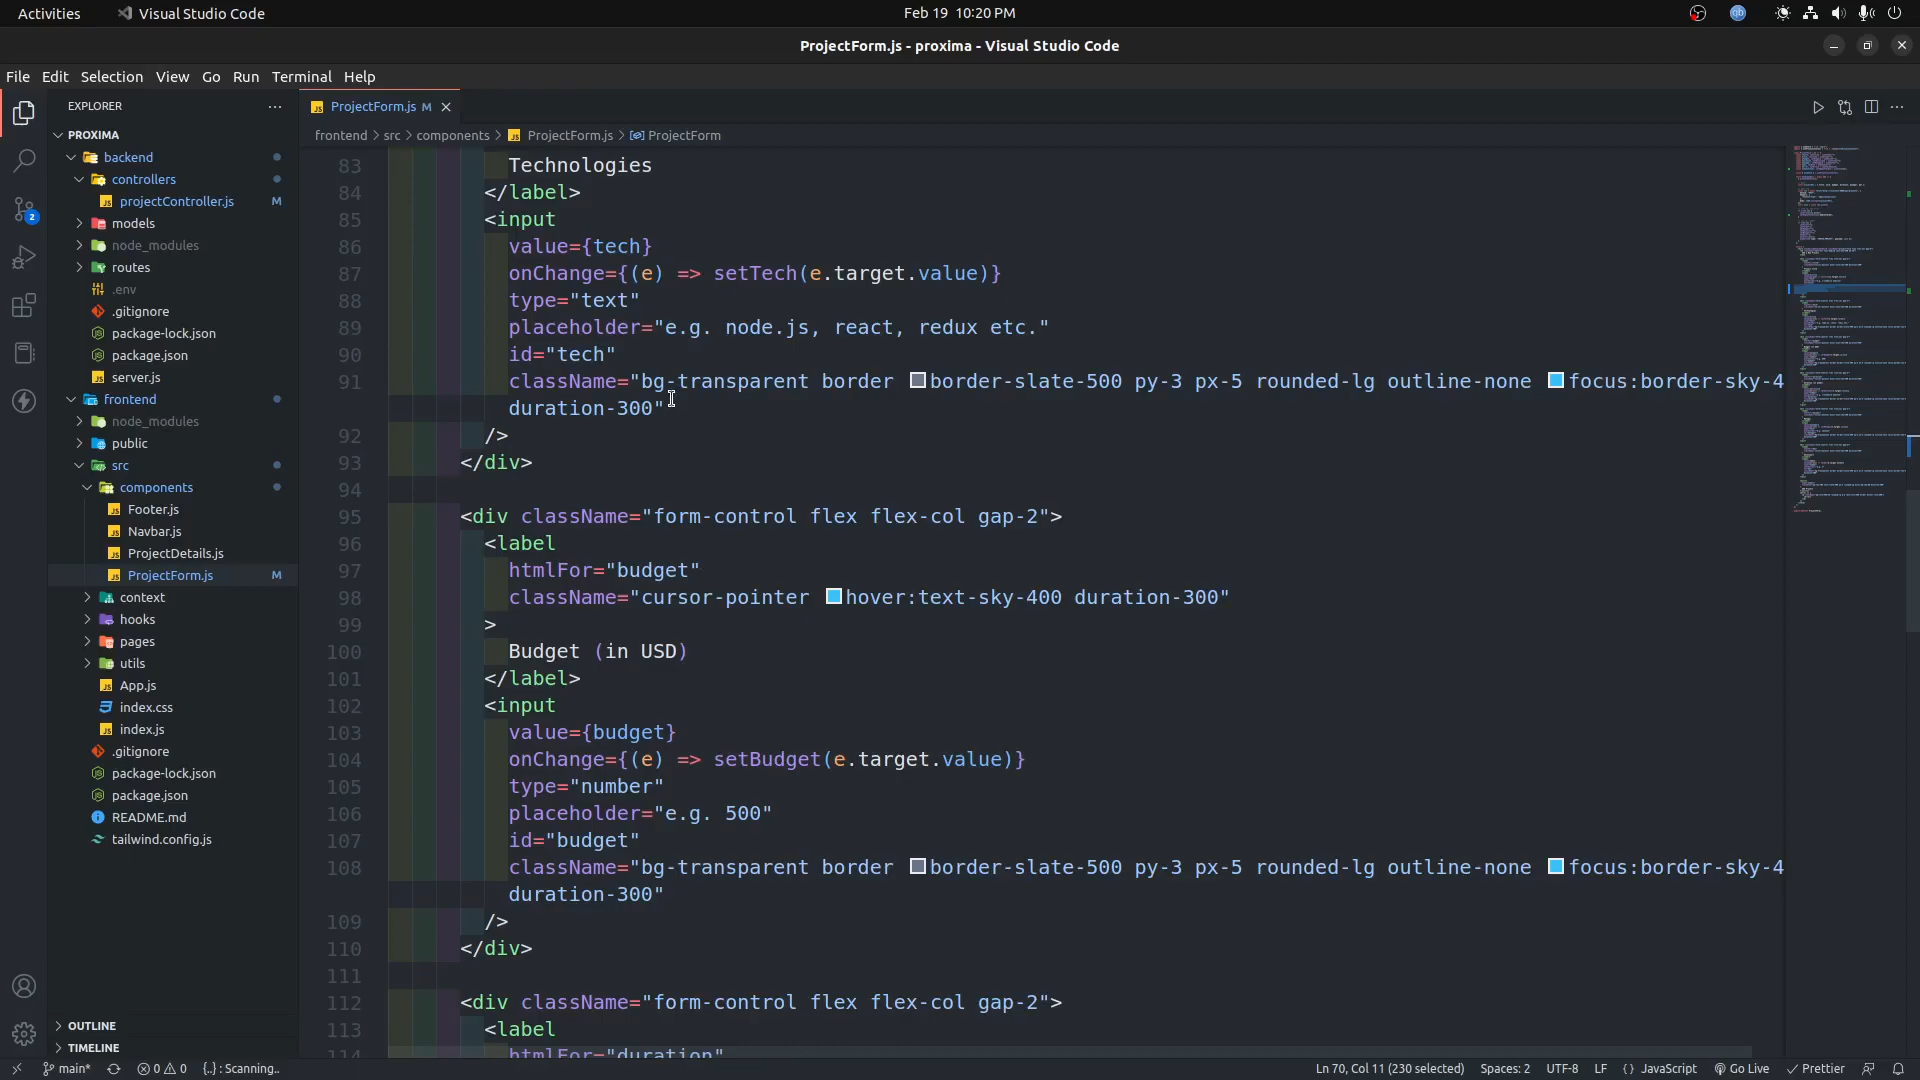 Activities
Visual Studio Code
Feb 19 10:20 PM
ProjectForm.js - proxima - Visual Studio Code
File Edit Selection View Go Run Terminal Help
EXPLORER
ProjectForm.js M
PROXIMA
frontend > src > components > ProjectForm.js > ProjectForm
backend
controllers
projectController.js M
models
node_modules
routes
.env
.gitignore
package-lock.json
package.json
server.js
frontend
node_modules
public
src
components
Footer.js
Navbar.js
ProjectDetails.js
ProjectForm.js M
context
hooks
pages
utils
App.js
index.css
index.js
.gitignore
package-lock.json
package.json
README.md
tailwind.config.js
OUTLINE
TIMELINE
2
83 Technologies
84 </label>
85 <input
86 value={tech}
87 onChange={(e) => setTech(e.target.value)}
88 type="text"
89 placeholder="e.g. node.js, react, redux etc."
90 id="tech"
91 className="bg-transparent border border-slate-500 py-3 px-5 rounded-lg outline-none focus:border-sky-4
duration-300"
92 />
93 </div>
94
95 <div className="form-control flex flex-col gap-2">
96 <label
97 htmlFor="budget"
98 className="cursor-pointer hover:text-sky-400 duration-300"
99 >
100 Budget (in USD)
101 </label>
102 <input
103 value={budget}
104 onChange={(e) => setBudget(e.target.value)}
105 type="number"
106 placeholder="e.g. 500"
107 id="budget"
108 className="bg-transparent border border-slate-500 py-3 px-5 rounded-lg outline-none focus:border-sky-4
duration-300"
109 />
110 </div>
111
112 <div className="form-control flex flex-col gap-2">
113 <label
114 htmlFor="duration"
main* 0 0 {..} : Scanning.. Ln 70, Col 11 (230 selected) Spaces: 2 UTF-8 LF {} JavaScript Go Live Prettier